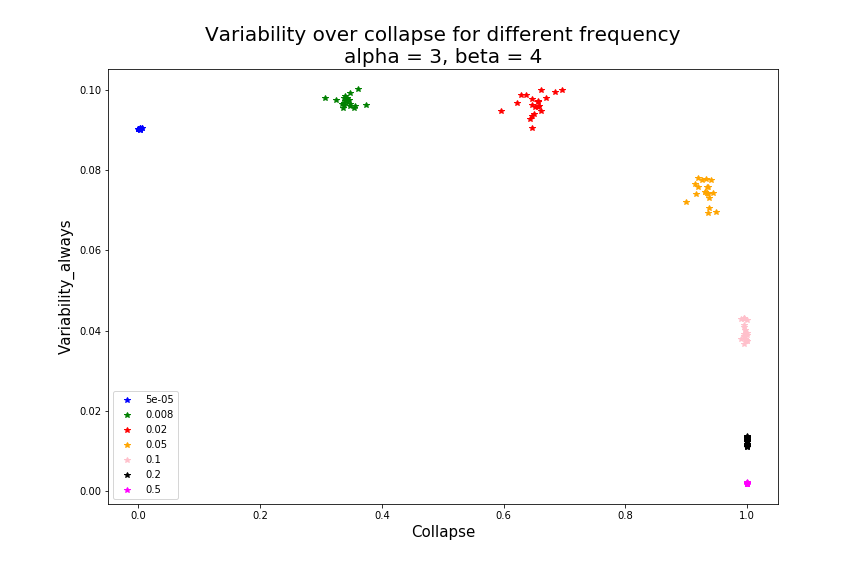 Variability over collapse for different frequency
alpha = 3, beta = 4
0.10
0.08
0.06
0.04
0.02
0.00
Variability_always
5e-05
0.008
0.02
0.05
0.1
0.2
0.5
0.0 0.2 0.4 0.6 0.8 1.0
Collapse